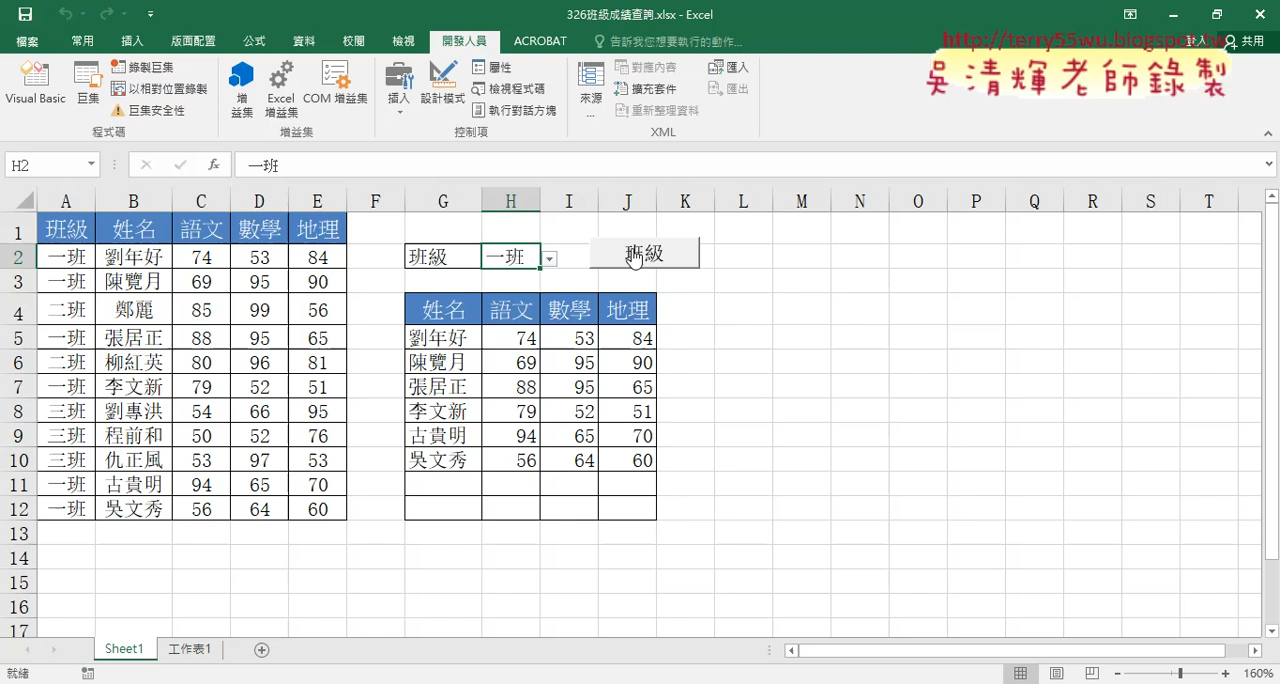 326班級成績查詢.xlsx - Excel
檔案 常用 插入 版面配置 公式 資料 校閱 檢視 開發人員 ACROBAT 告訴我您想要執行的動作... 共用
http://terry55wu.blogspot.tw
吳清輝老師錄製
Visual Basic 巨集 錄製巨集 以相對位置錄製 巨集安全性
程式碼
增益集 Excel 增益集 COM 增益集
增益集
插入 設計模式 屬性 檢視程式碼 執行對話方塊
控制項
來源... 對應內容 擴充套件 重新整理資料 匯入 匯出
XML
H2 fx 一班
A B C D E F G H I J K L M N O P Q R S T
1 班級 姓名 語文 數學 地理
2 一班 劉年好 74 53 84 班級 一班 班級
3 一班 陳覽月 69 95 90
4 二班 鄭麗 85 99 56 姓名 語文 數學 地理
5 一班 張居正 88 95 65 劉年好 74 53 84
6 二班 柳紅英 80 96 81 陳覽月 69 95 90
7 一班 李文新 79 52 51 張居正 88 95 65
8 三班 劉專洪 54 66 95 李文新 79 52 51
9 三班 程前和 50 52 76 古貴明 94 65 70
10 三班 仇正風 53 97 53 吳文秀 56 64 60
11 一班 古貴明 94 65 70
12 一班 吳文秀 56 64 60
13
14
15
16
17
Sheet1 工作表1
就緒 160%